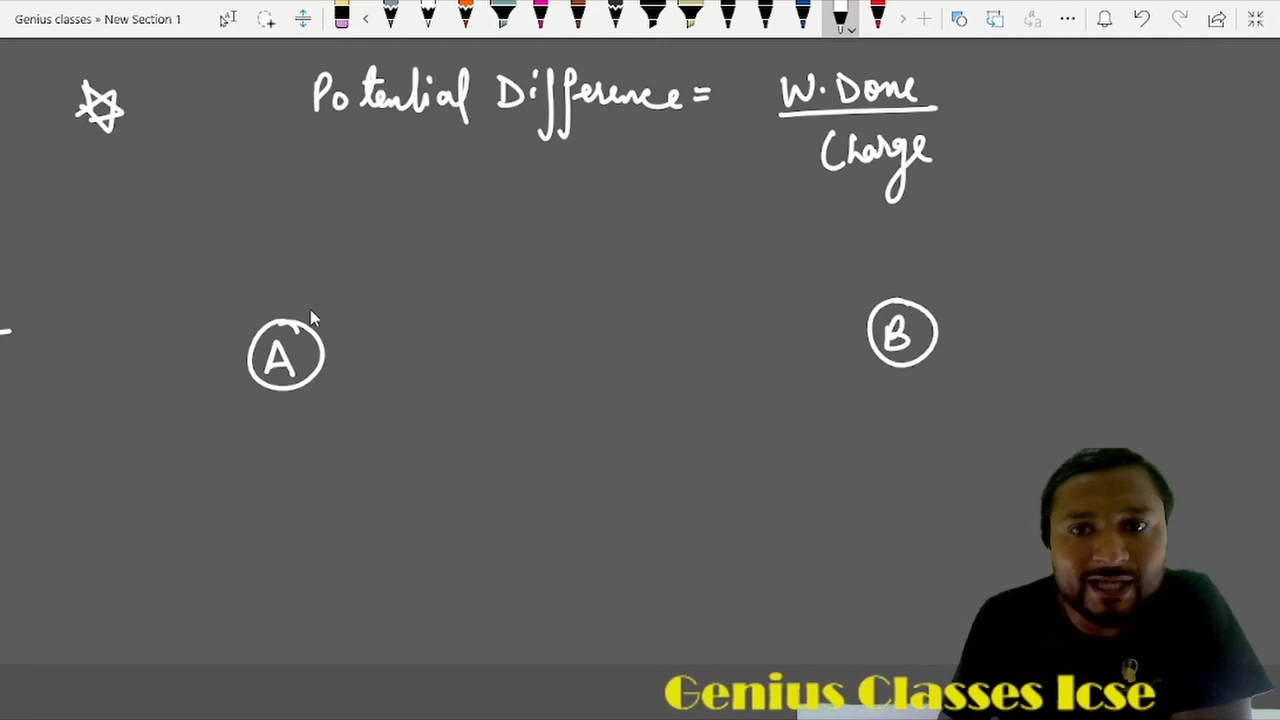 Genius classes » New Section 1
Potential Difference = W.Done
Charge
A
B
Genius Classes Icse